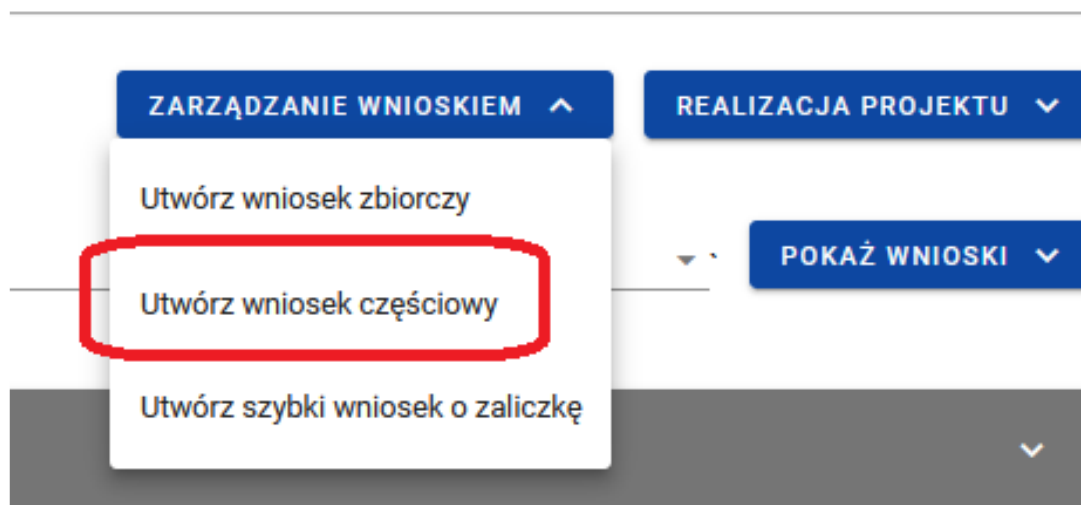 ZARZĄDZANIE WNIOSKIEM
REALIZACJA PROJEKTU
Utwórz wniosek zbiorczy
POKAŻ WNIOSKI
Utwórz wniosek częściowy
Utwórz szybki wniosek o zaliczkę